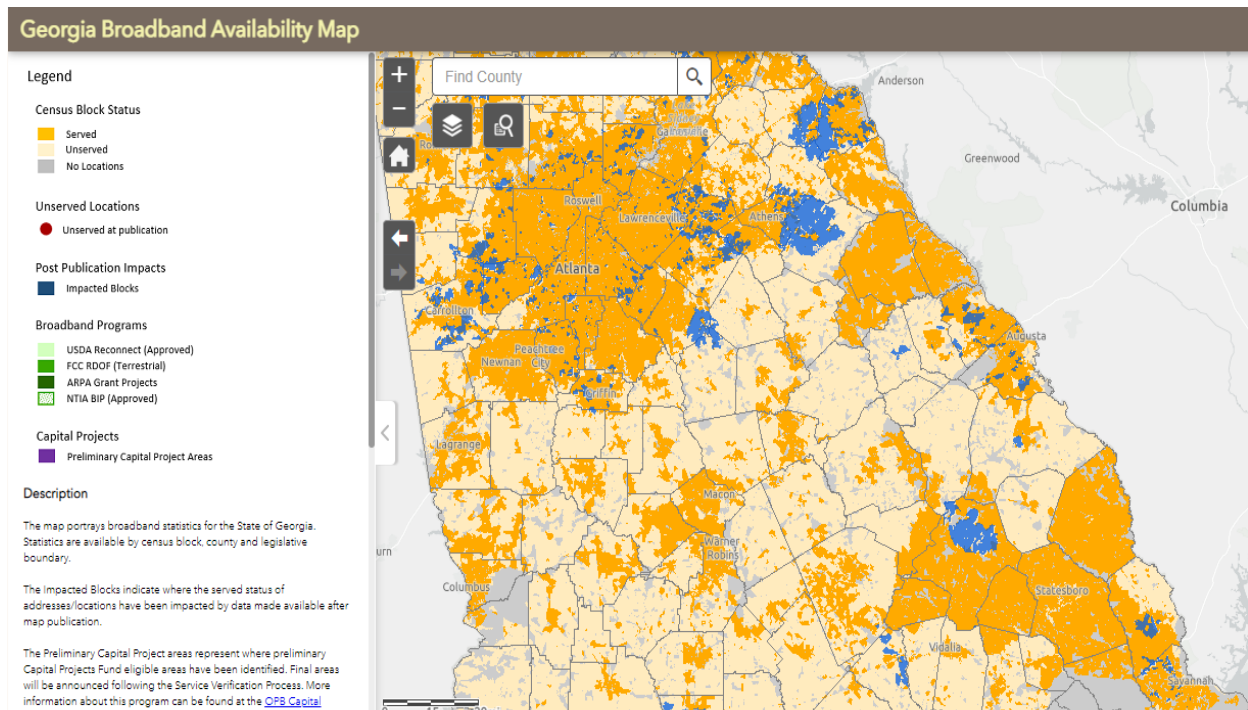 Georgia Broadband Availability Map
Legend
Census Block Status
Served
Unserved
No Locations
Unserved Locations
Unserved at publication
Post Publication Impacts
Impacted Blocks
Broadband Programs
USDA Reconnect (Approved)
FCC RDOF (Terrestrial)
ARPA Grant Projects
NTIA BIP (Approved)
Capital Projects
Preliminary Capital Project Areas
Description
The map portrays broadband statistics for the State of Georgia.
Statistics are available by census block, county and legislative
boundary.
The Impacted Blocks indicate where the served status of
addresses/locations have been impacted by data made available after
map publication.
The Preliminary Capital Project areas represent where preliminary
Capital Projects Fund eligible areas have been identified. Final areas
will be announced following the Service Verification Process. More
information about this program can be found at the OPB Capital
+
−
Find County
Anderson
Greenwood
Columbia
Roswell
Lawrenceville
Athens
Atlanta
Carrollton
Augusta
Peachtree
City
Newnan
Griffin
Lagrange
Macon
Warner
Robins
urn
Columbus
Statesboro
Vidalia
Savannah